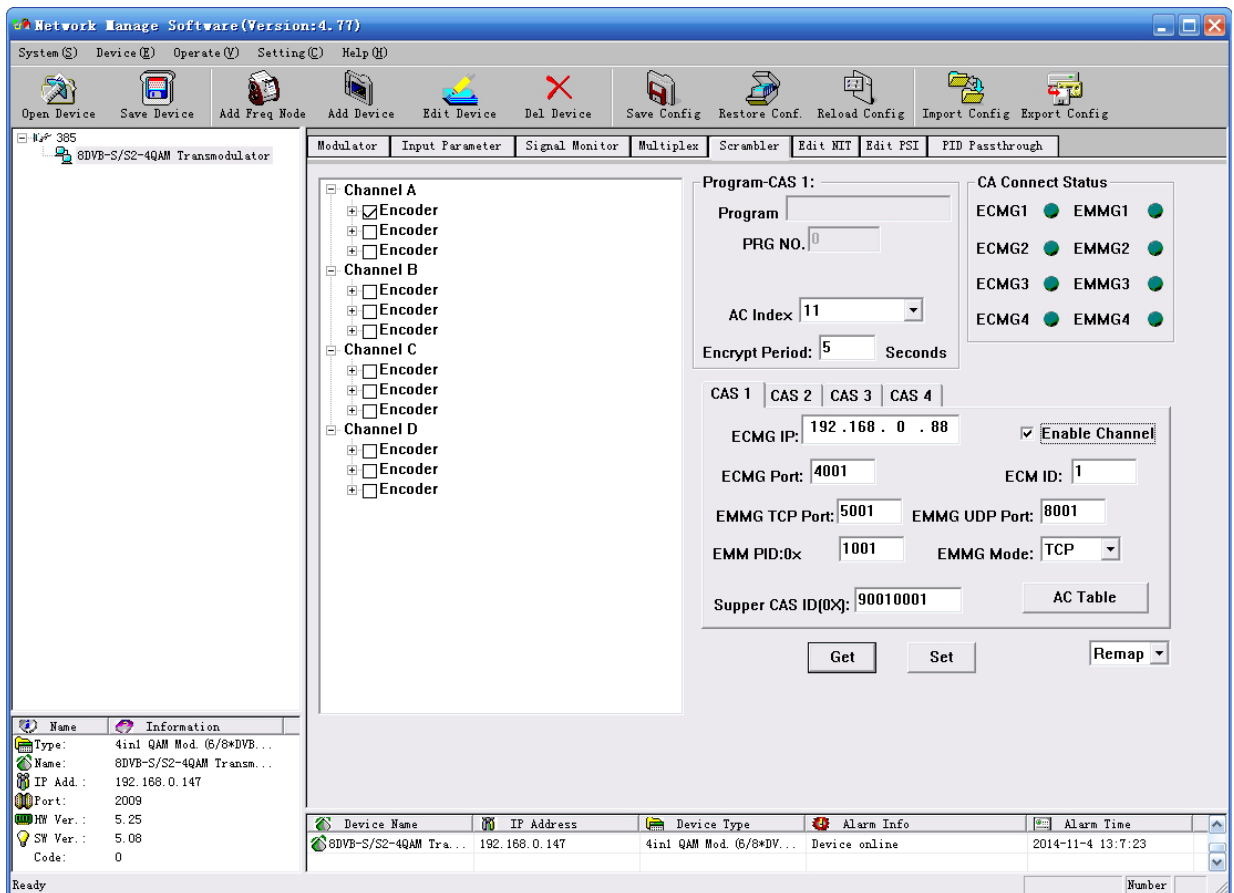 Network Manage Software(Version:4.77)
System(S) Device(E) Operate(V) Setting(C) Help(H)
Open Device Save Device Add Freq Node Add Device Edit Device Del Device Save Config Restore Conf. Reload Config Import Config Export Config
385
8DVB-S/S2-4QAM Transmodulator
Modulator Input Parameter Signal Monitor Multiplex Scrambler Edit NIT Edit PSI PID Passthrough
Channel A
Encoder
Encoder
Encoder
Channel B
Encoder
Encoder
Encoder
Channel C
Encoder
Encoder
Encoder
Channel D
Encoder
Encoder
Encoder
Program-CAS 1:
Program
PRG NO. 0
AC Index 11
Encrypt Period: 5 Seconds
CA Connect Status
ECMG1 EMMG1
ECMG2 EMMG2
ECMG3 EMMG3
ECMG4 EMMG4
CAS 1 CAS 2 CAS 3 CAS 4
ECMG IP: 192 .168 . 0 . 88 Enable Channel
ECMG Port: 4001 ECM ID: 1
EMMG TCP Port: 5001 EMMG UDP Port: 8001
EMM PID:0x 1001 EMMG Mode: TCP
Supper CAS ID(0X): 90010001 AC Table
Get Set Remap
Name Information
Type: 4in1 QAM Mod. (6/8*DVB...
Name: 8DVB-S/S2-4QAM Transm...
IP Add.: 192.168.0.147
Port: 2009
HW Ver.: 5.25
SW Ver.: 5.08
Code: 0
Device Name IP Address Device Type Alarm Info Alarm Time
8DVB-S/S2-4QAM Tra... 192.168.0.147 4in1 QAM Mod. (6/8*DV... Device online 2014-11-4 13:7:23
Ready Number